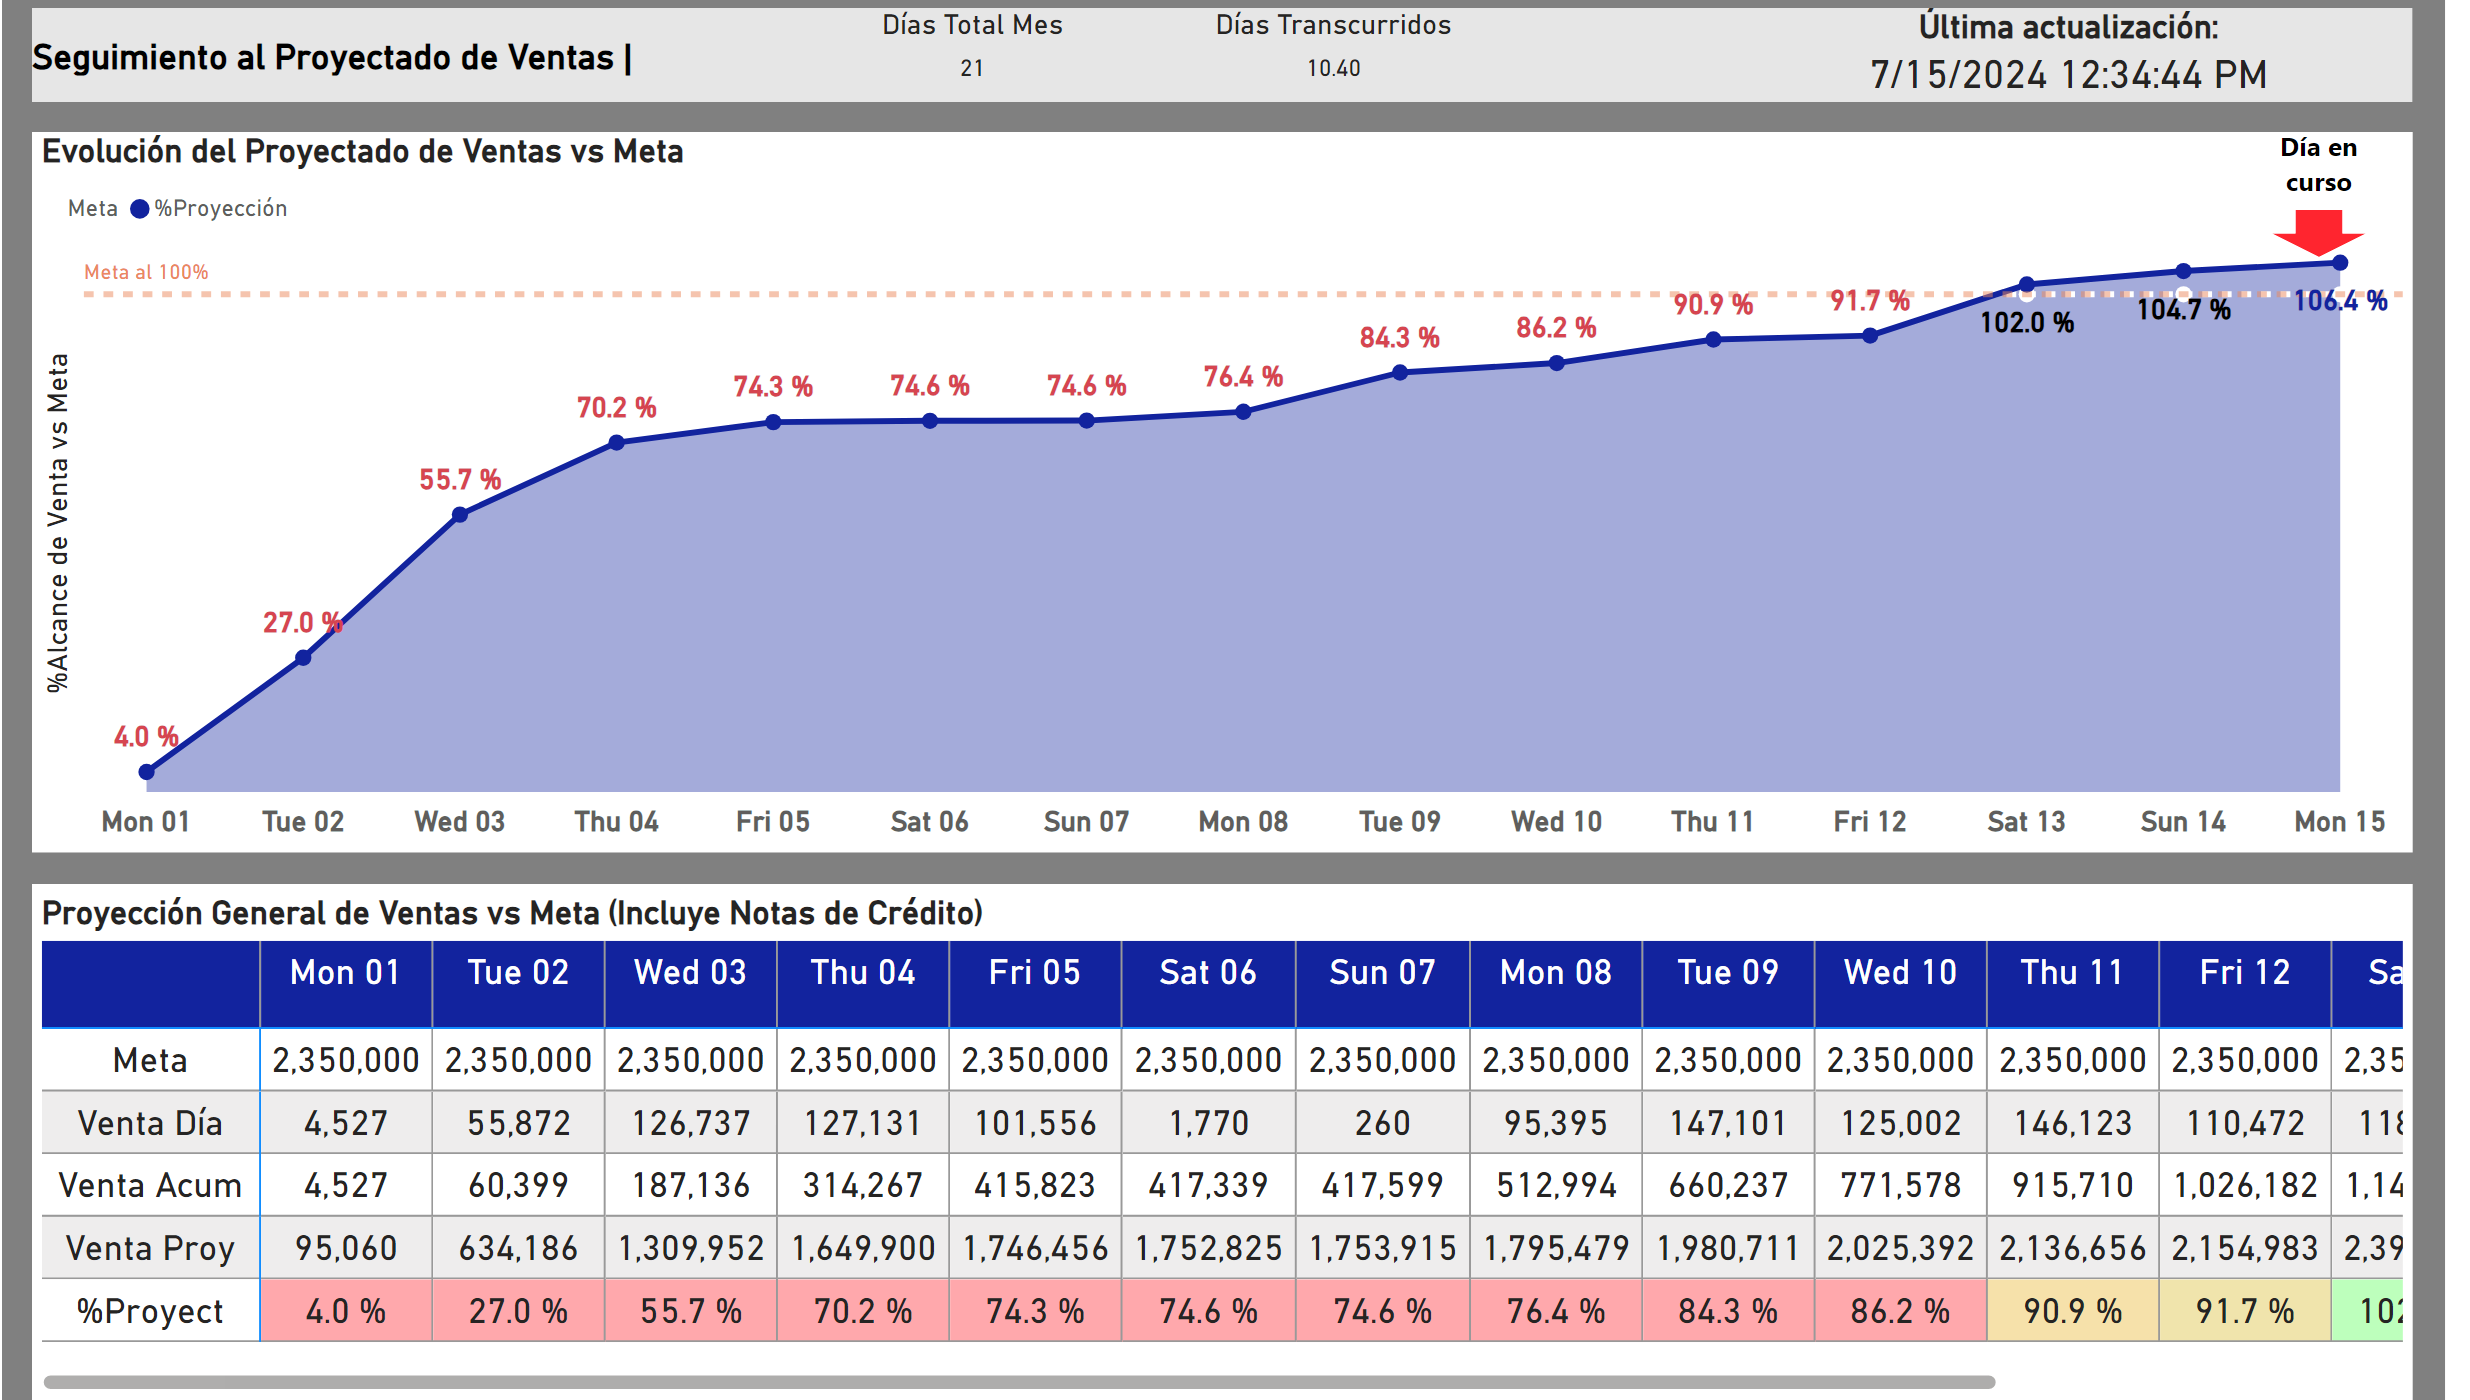 Días Total Mes
Días Transcurridos
Última actualización:
Seguimiento al Proyectado de Ventas |
21
10.40
7/15/2024 12:34:44 PM
Evolución del Proyectado de Ventas vs Meta
Día en
curso
Meta %Proyección
Meta al 100%
%Alcance de Venta vs Meta
4.0 %
27.0 %
55.7 %
70.2 %
74.3 %
74.6 %
74.6 %
76.4 %
84.3 %
86.2 %
90.9 %
91.7 %
102.0 %
104.7 %
106.4 %
Mon 01 Tue 02 Wed 03 Thu 04 Fri 05 Sat 06 Sun 07 Mon 08 Tue 09 Wed 10 Thu 11 Fri 12 Sat 13 Sun 14 Mon 15
Proyección General de Ventas vs Meta (Incluye Notas de Crédito)
Mon 01 Tue 02 Wed 03 Thu 04 Fri 05 Sat 06 Sun 07 Mon 08 Tue 09 Wed 10 Thu 11 Fri 12 Sa
Meta 2,350,000 2,350,000 2,350,000 2,350,000 2,350,000 2,350,000 2,350,000 2,350,000 2,350,000 2,350,000 2,350,000 2,350,000 2,35
Venta Día 4,527 55,872 126,737 127,131 101,556 1,770 260 95,395 147,101 125,002 146,123 110,472 118
Venta Acum 4,527 60,399 187,136 314,267 415,823 417,339 417,599 512,994 660,237 771,578 915,710 1,026,182 1,14
Venta Proy 95,060 634,186 1,309,952 1,649,900 1,746,456 1,752,825 1,753,915 1,795,479 1,980,711 2,025,392 2,136,656 2,154,983 2,39
%Proyect 4.0 % 27.0 % 55.7 % 70.2 % 74.3 % 74.6 % 74.6 % 76.4 % 84.3 % 86.2 % 90.9 % 91.7 % 102